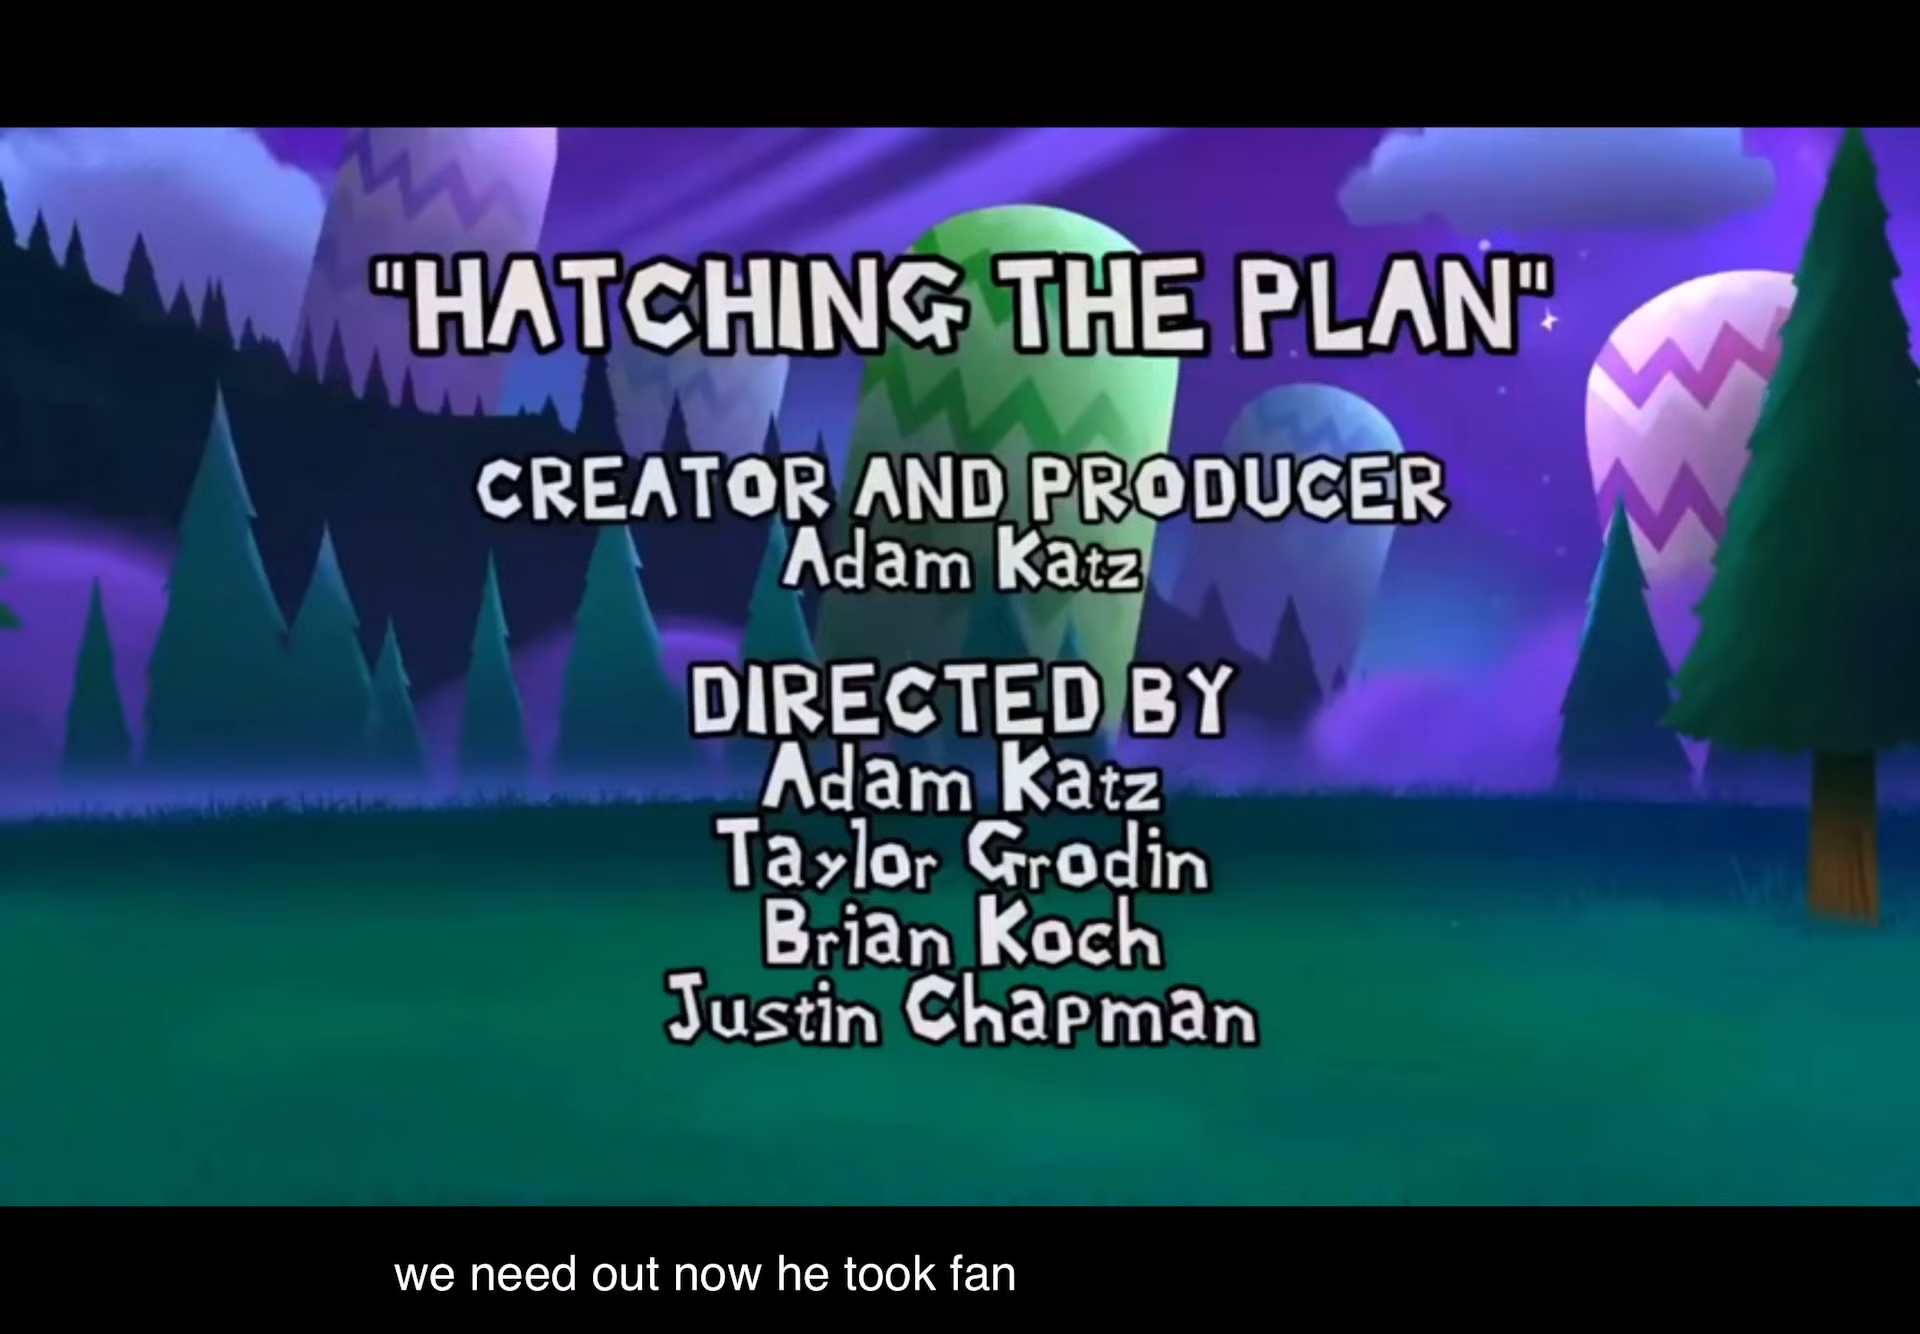 "HATCHING THE PLAN"
CREATOR AND PRODUCER
Adam Katz
DIRECTED BY
Adam Katz
Taylor Grodin
Brian Koch
Justin Chapman
we need out now he took fan